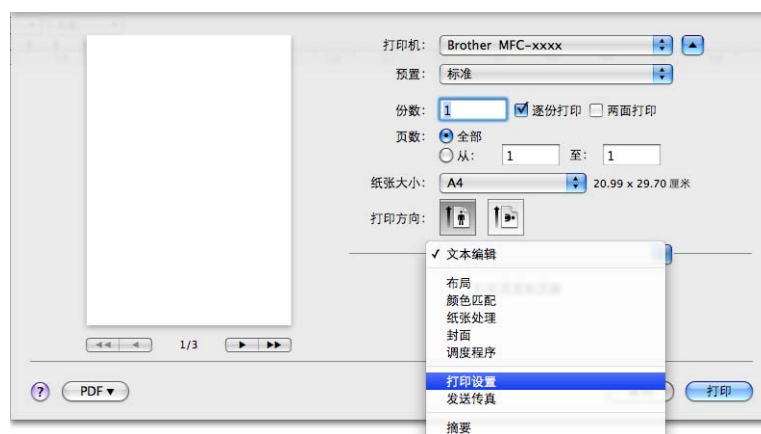 打印机: Brother MFC-xxxx
预置: 标准
份数: 1 逐份打印 两面打印
页数: 全部
从: 1 至: 1
纸张大小: A4 20.99 x 29.70 厘米
打印方向:
✓ 文本编辑
布局
颜色匹配
纸张处理
封面
调度程序
1/3
打印设置
发送传真
? PDF▼ 打印
摘要